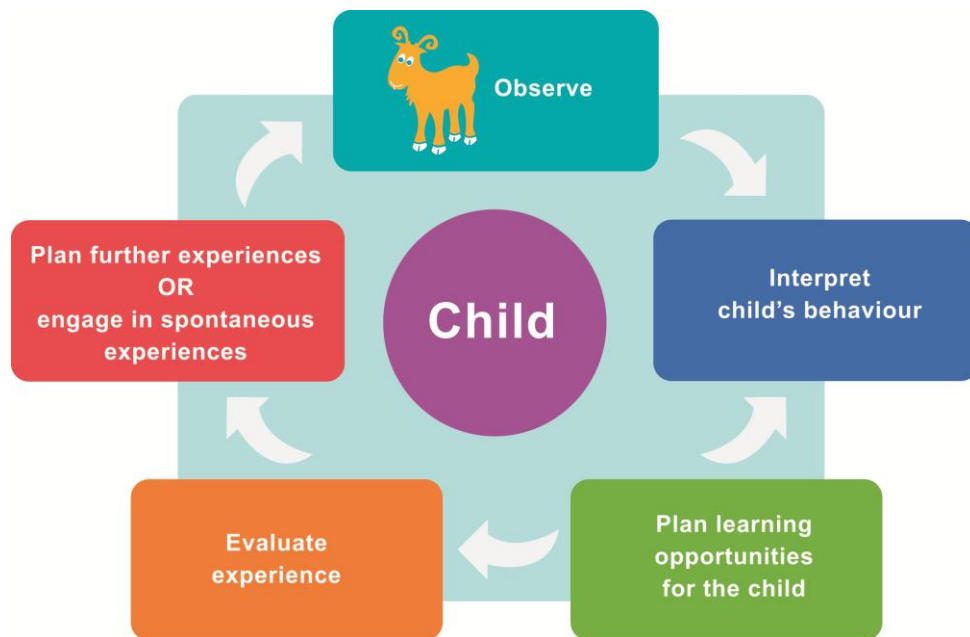 Observe
Interpret
child’s behaviour
Plan learning
opportunities
for the child
Evaluate
experience
Plan further experiences
OR
engage in spontaneous
experiences
Child